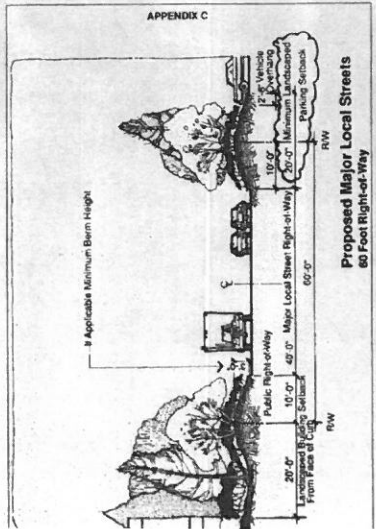 APPENDIX C
If Applicable Minimum Berm Height
2'-6" Vehicle
Overhang
10'-0"
20'-0" Minimum Landscaped
Parking Setback
R/W
Major Local Street Right-of-Way
60'-0"
Public Right-of-Way
40'-0"
10'-0"
20'-0"
Landscaped Building Setback
From Face of Curb
R/W
Proposed Major Local Streets
60 Foot Right-of-Way